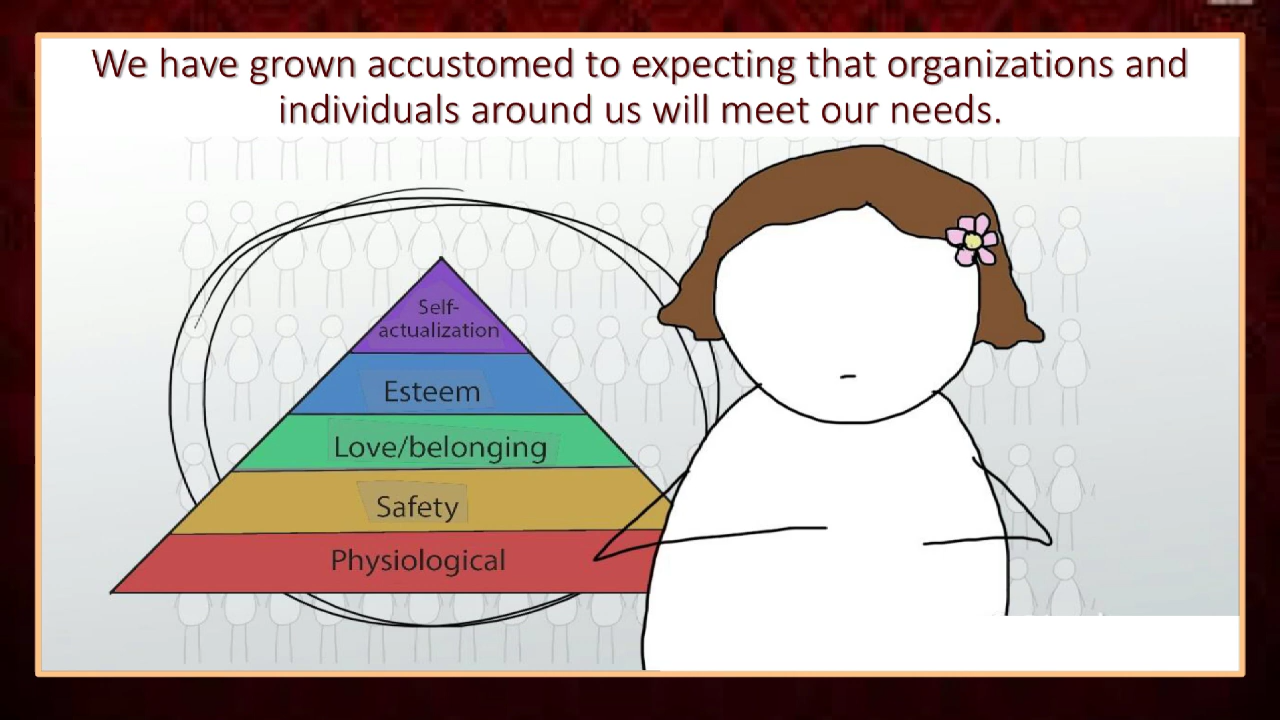 We have grown accustomed to expecting that organizations and
individuals around us will meet our needs.
Self-
actualization
Esteem
Love/belonging
Safety
Physiological